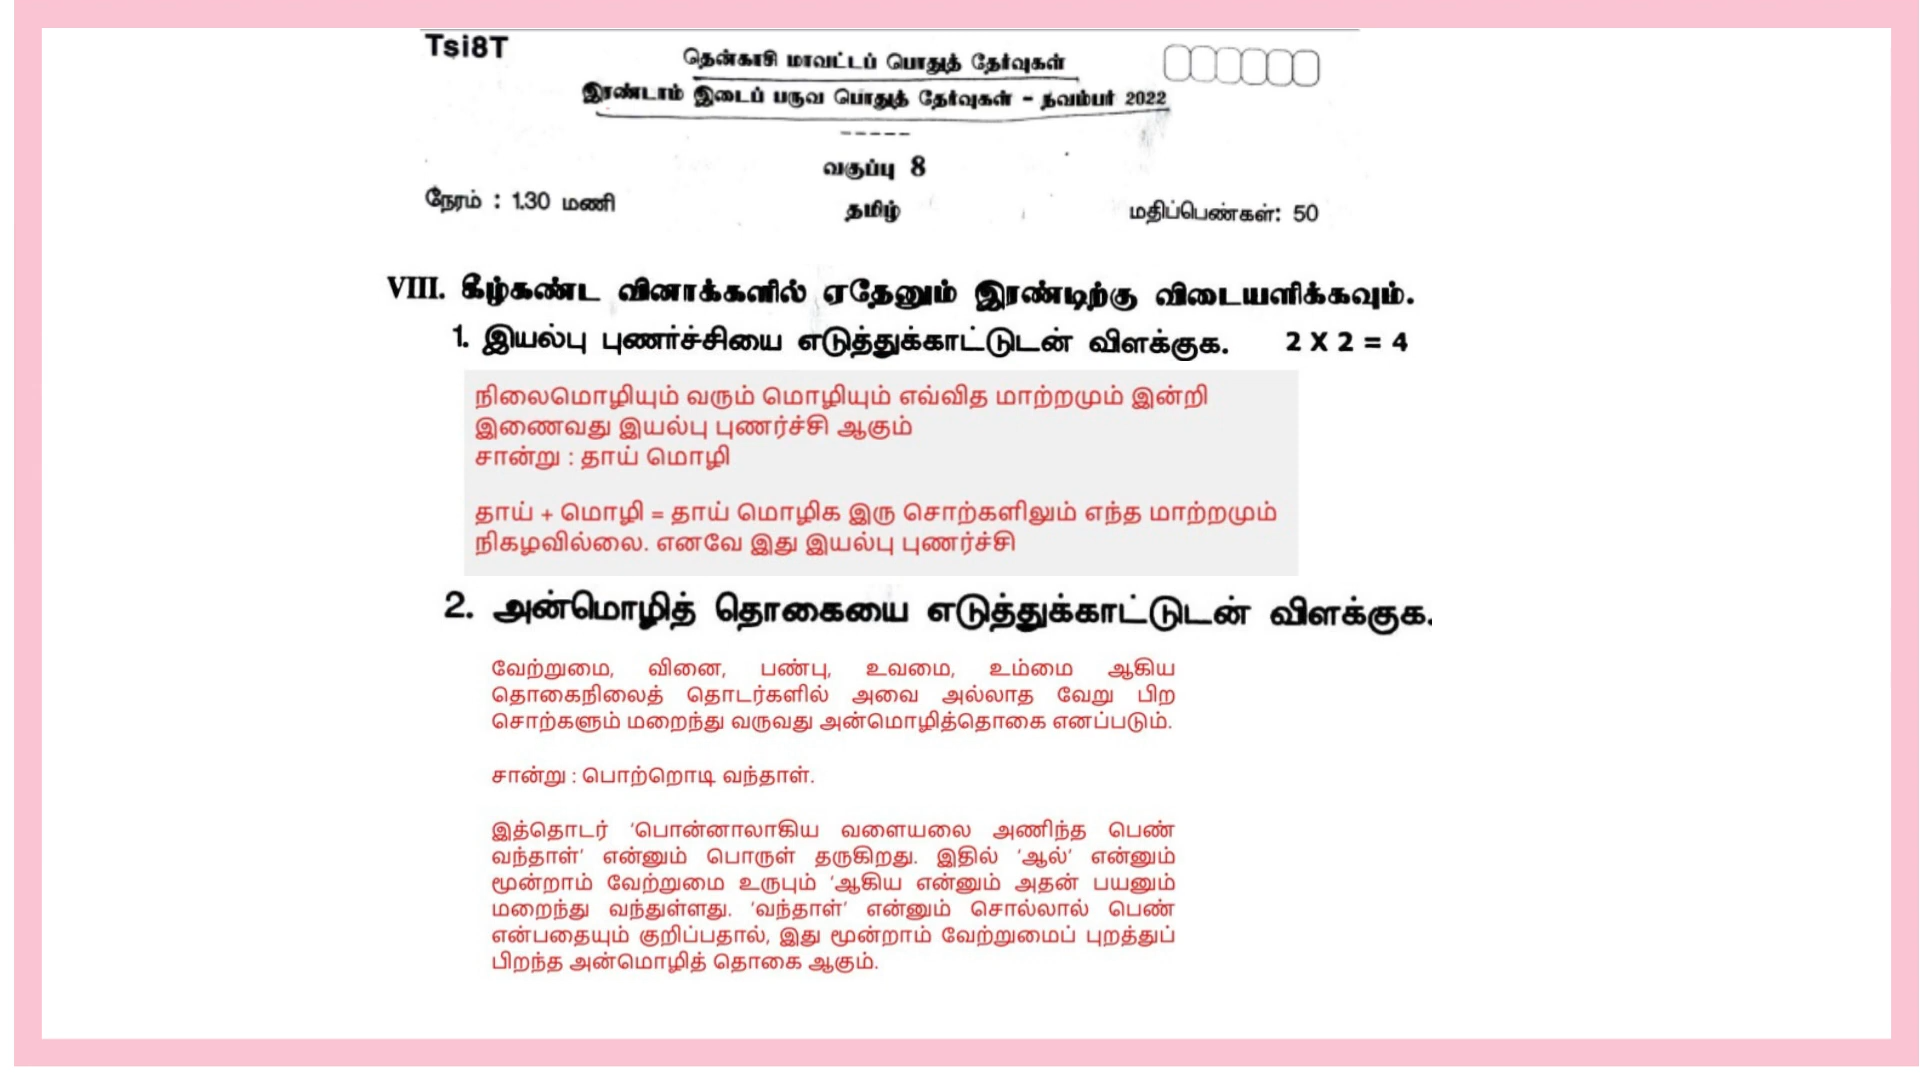 Tsi8T
தென்காசி மாவட்டப் பொதுத் தேர்வுகள்
இரண்டாம் இடைப் பருவ பொதுத் தேர்வுகள் - நவம்பர் 2022
-----
வகுப்பு 8
நேரம் : 1.30 மணி தமிழ் மதிப்பெண்கள்: 50
VIII. கீழ்கண்ட வினாக்களில் ஏதேனும் இரண்டிற்கு விடையளிக்கவும்.
1. இயல்பு புணர்ச்சியை எடுத்துக்காட்டுடன் விளக்குக. 2 X 2 = 4
நிலைமொழியும் வரும் மொழியும் எவ்வித மாற்றமும் இன்றி
இணைவது இயல்பு புணர்ச்சி ஆகும்
சான்று : தாய் மொழி
தாய் + மொழி = தாய் மொழிக இரு சொற்களிலும் எந்த மாற்றமும்
நிகழவில்லை. எனவே இது இயல்பு புணர்ச்சி
2. அன்மொழித் தொகையை எடுத்துக்காட்டுடன் விளக்குக.
வேற்றுமை, வினை, பண்பு, உவமை, உம்மை ஆகிய
தொகைநிலைத் தொடர்களில் அவை அல்லாத வேறு பிற
சொற்களும் மறைந்து வருவது அன்மொழித்தொகை எனப்படும்.
சான்று : பொற்றொடி வந்தாள்.
இத்தொடர் 'பொன்னாலாகிய வளையலை அணிந்த பெண்
வந்தாள்' என்னும் பொருள் தருகிறது. இதில் 'ஆல்' என்னும்
மூன்றாம் வேற்றுமை உருபும் 'ஆகிய என்னும் அதன் பயனும்
மறைந்து வந்துள்ளது. 'வந்தாள்' என்னும் சொல்லால் பெண்
என்பதையும் குறிப்பதால், இது மூன்றாம் வேற்றுமைப் புறத்துப்
பிறந்த அன்மொழித் தொகை ஆகும்.